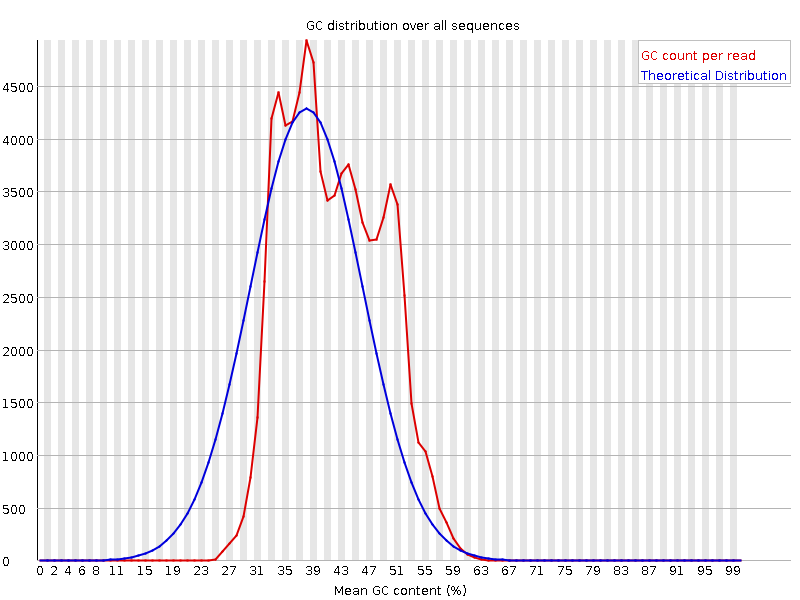 GC distribution over all sequences
GC count per read
Theoretical Distribution
4500
4000
3500
3000
2500
2000
1500
1000
500
0
0 2 4 6 8 11 15 19 23 27 31 35 39 43 47 51 55 59 63 67 71 75 79 83 87 91 95 99
Mean GC content (%)